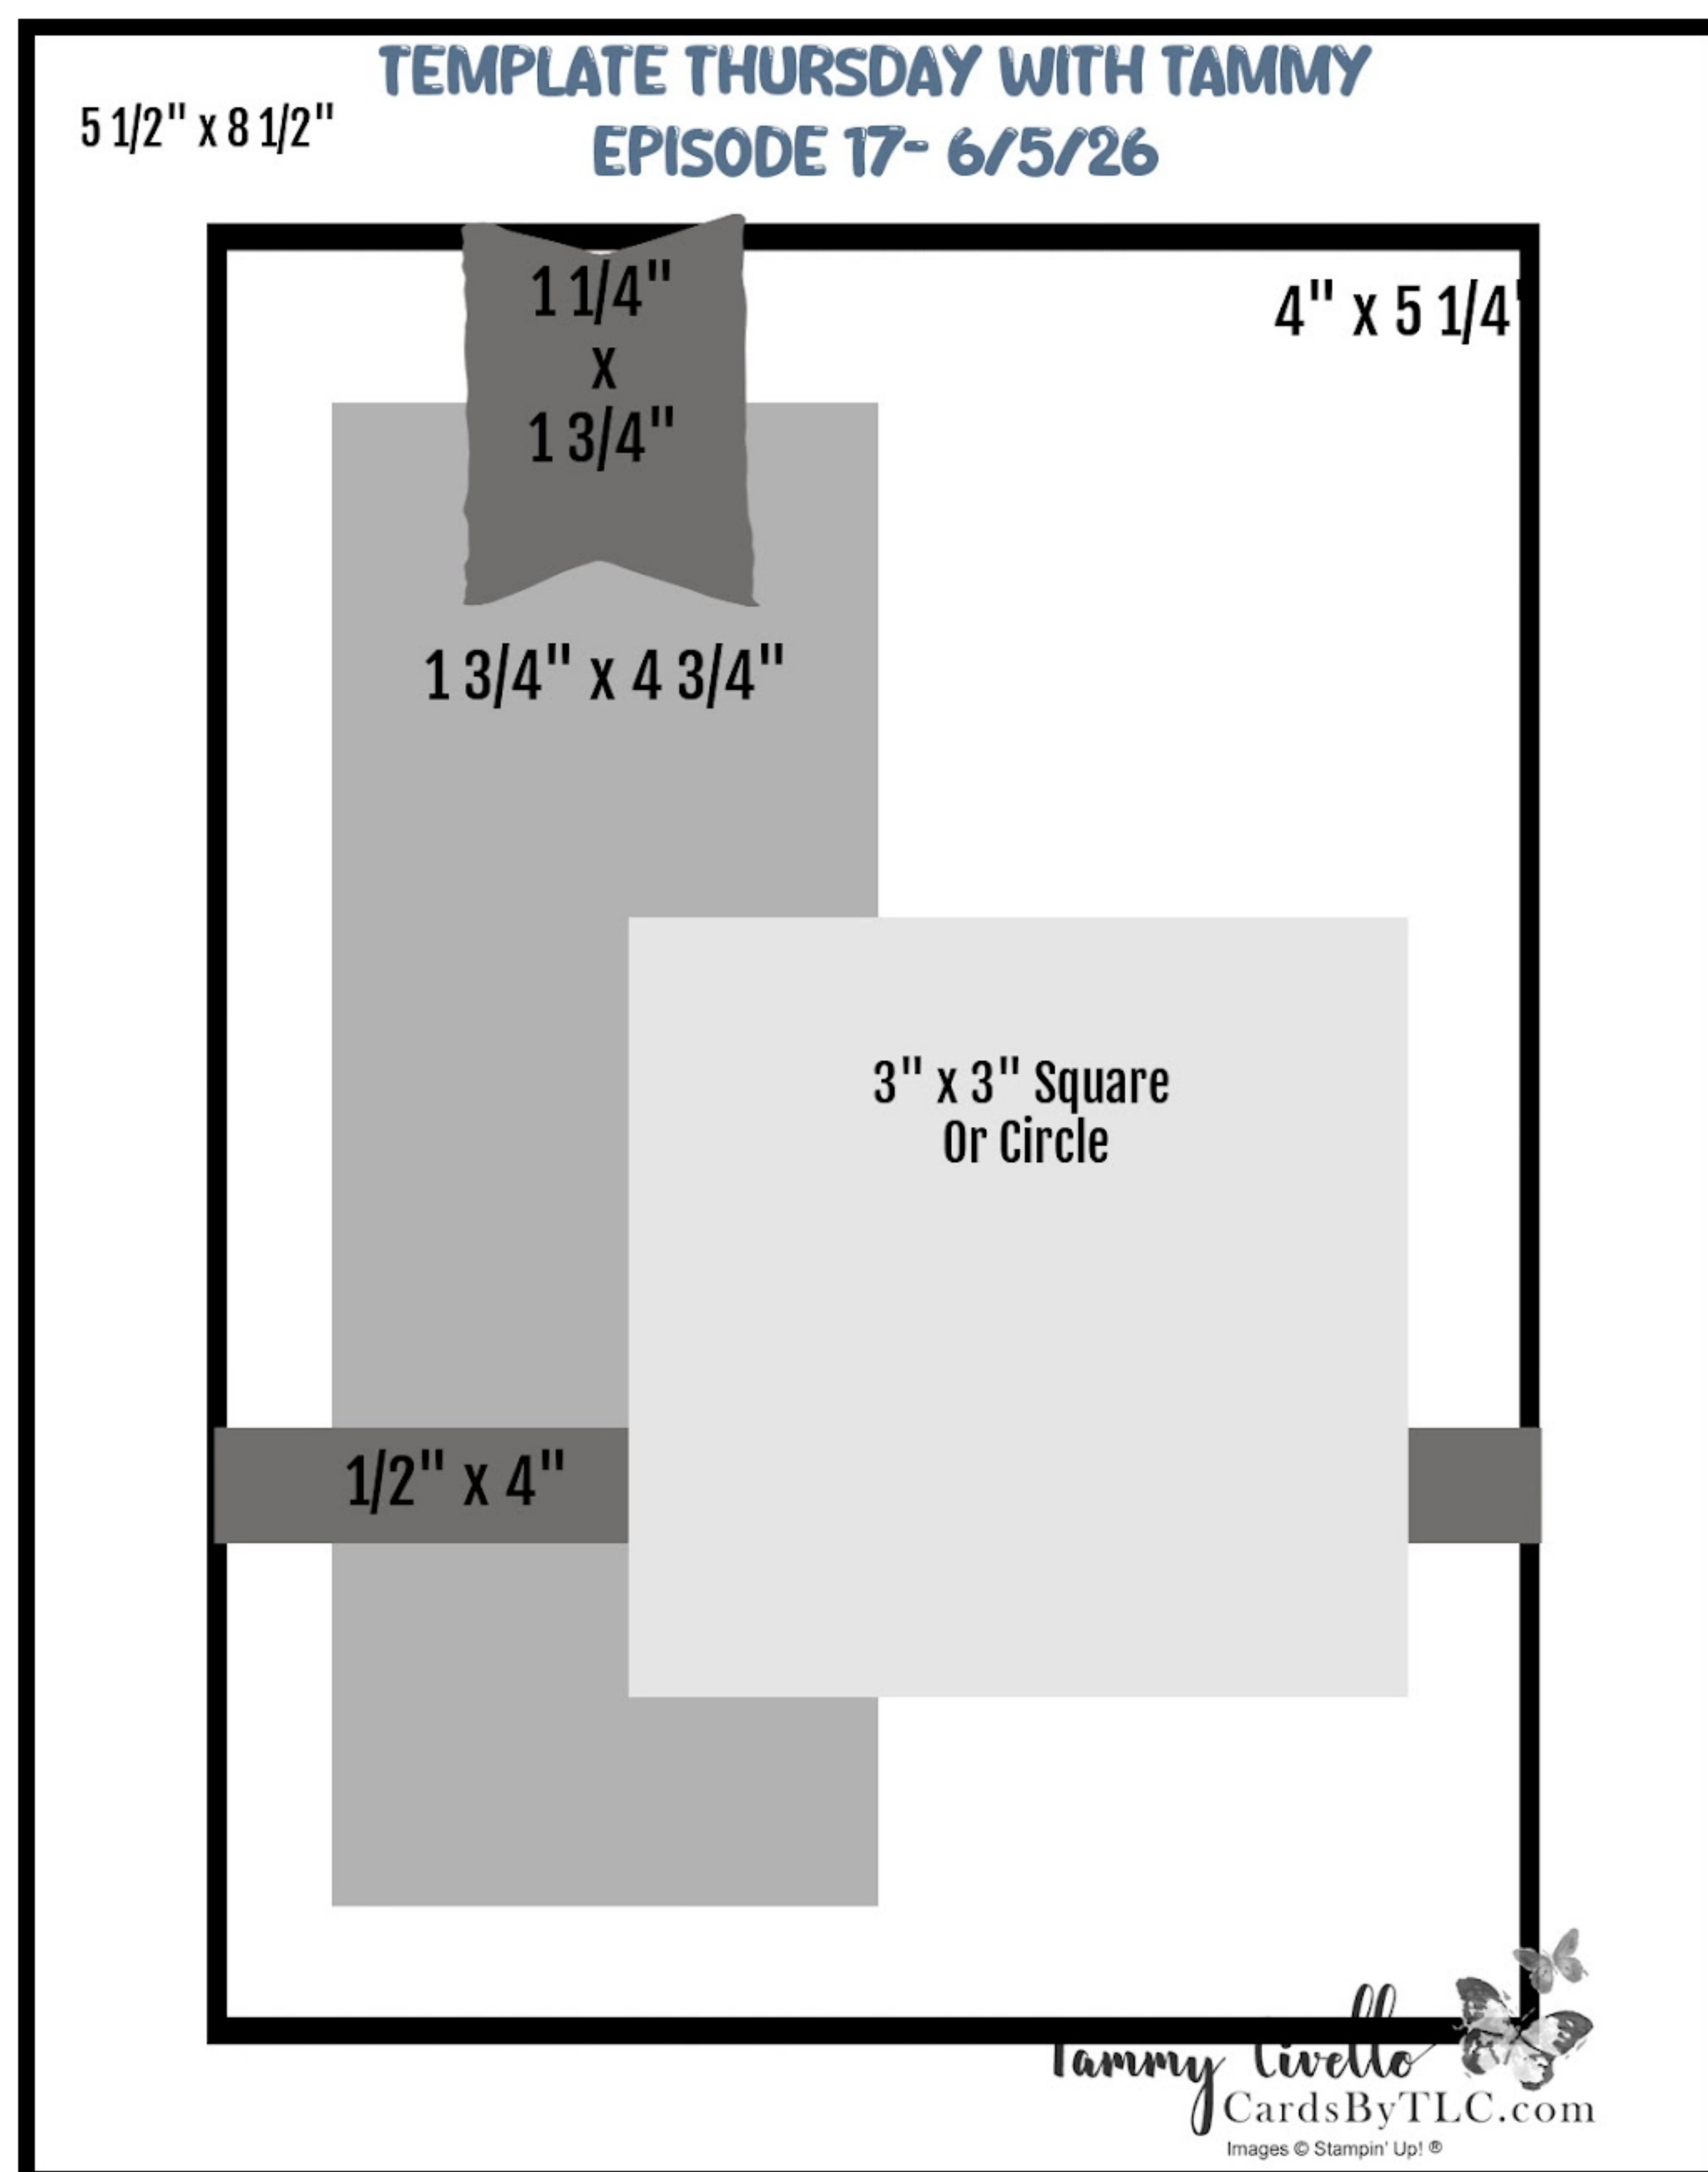 TEMPLATE THURSDAY WITH TAMMY
5 1/2" x 8 1/2"
EPISODE 17- 6/5/26
1 1/4"
x
1 3/4"
4" x 5 1/4"
1 3/4" x 4 3/4"
3" x 3" Square
Or Circle
1/2" x 4"
Tammy Livello
CardsByTLC.com
Images © Stampin' Up! ®